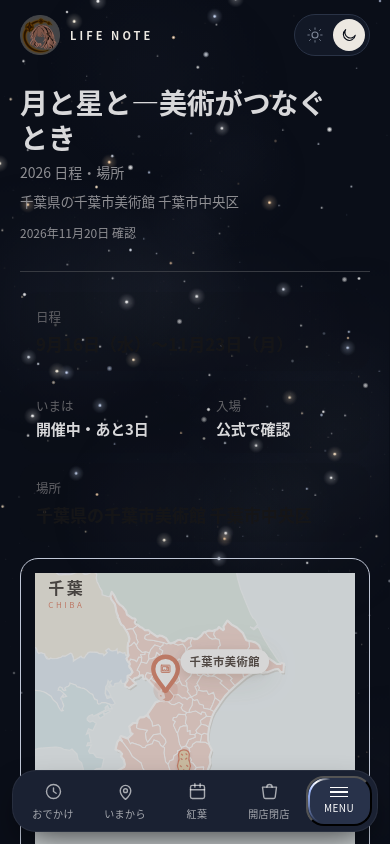 LIFE NOTE
月と星と―美術がつなぐ
とき
2026 日程・場所
千葉県の千葉市美術館 千葉市中央区
2026年11月20日 確認
日程
いまは
入場
開催中・あと3日
公式で確認
場所
千葉
CHIBA
千葉市美術館
おでかけ
いまから
紅葉
開店閉店
MENU